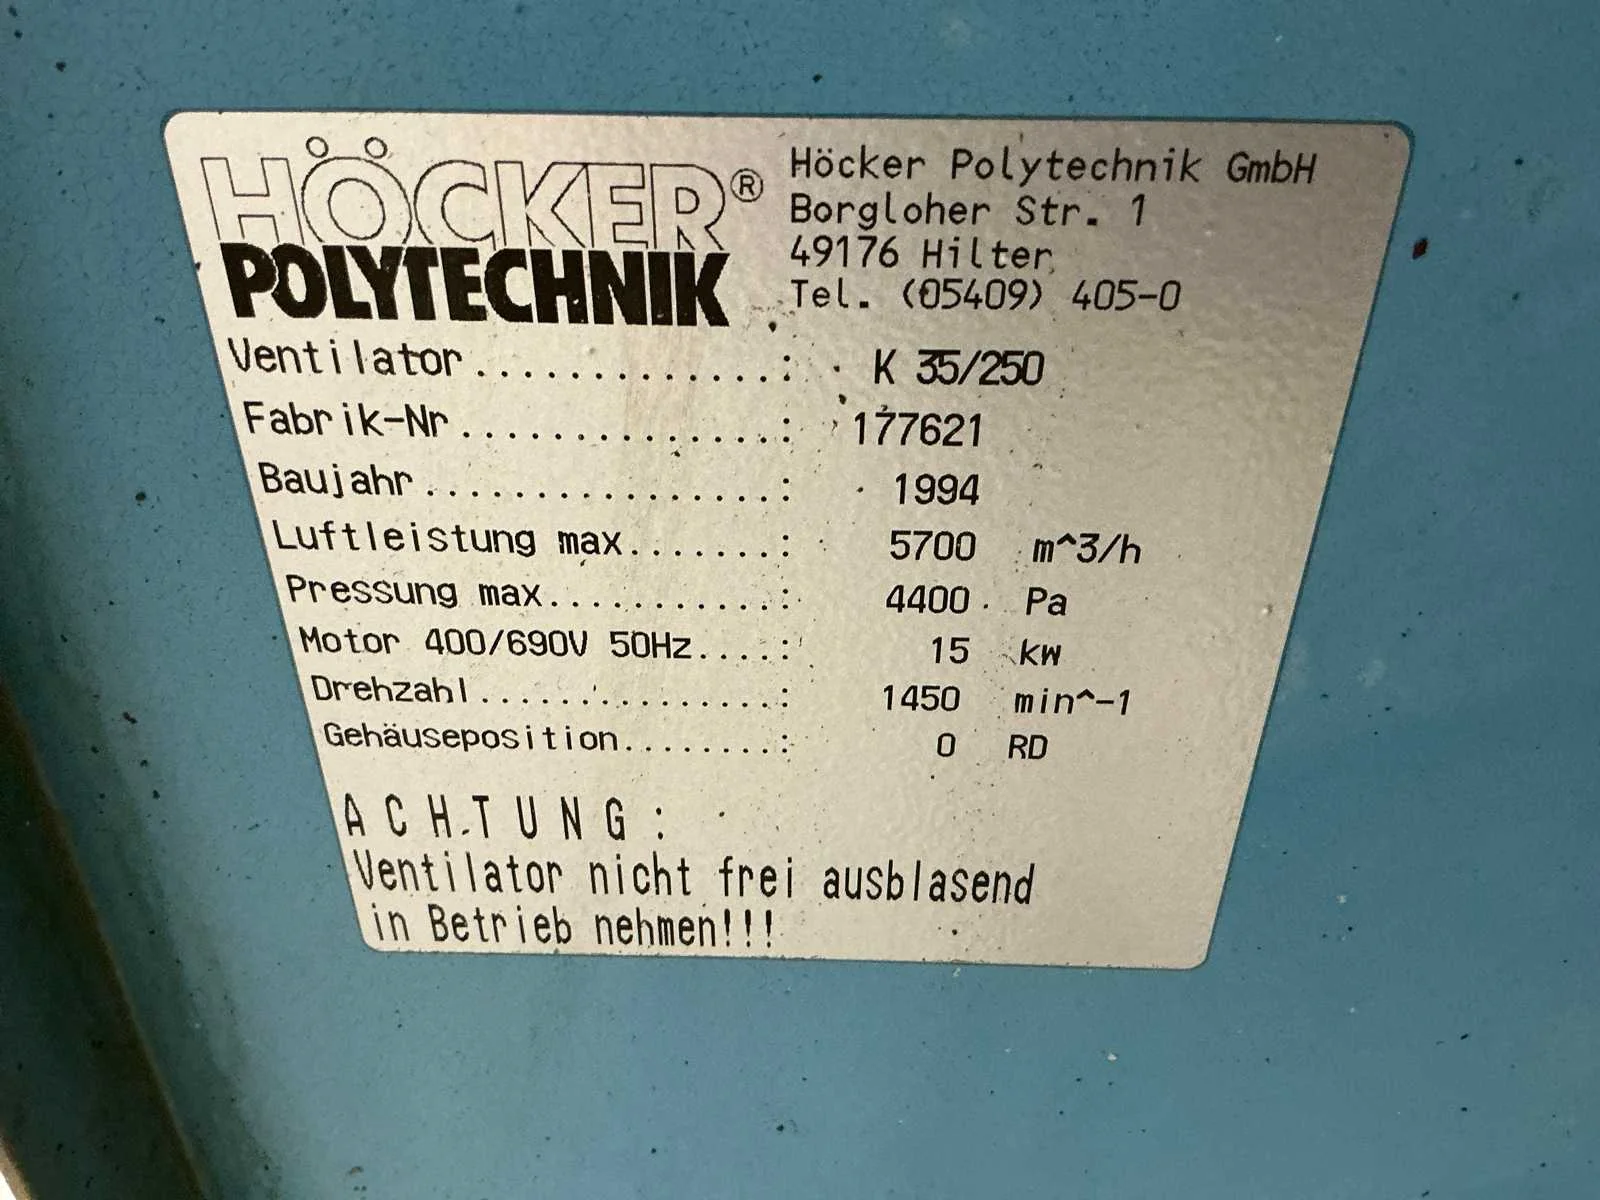 HÖCKER®
POLYTECHNIK
Höcker Polytechnik GmbH
Borgloher Str. 1
49176 Hilter
Tel. (05409) 405-0
Ventilator.............: K 35/250
Fabrik-Nr..............: 177621
Baujahr................: 1994
Luftleistung max.......: 5700 m^3/h
Pressung max...........: 4400 Pa
Motor 400/690V 50Hz....: 15 kW
Drehzahl...............: 1450 min^-1
Gehäuseposition........: 0 RD
A C H T U N G :
Ventilator nicht frei ausblasend
in Betrieb nehmen!!!